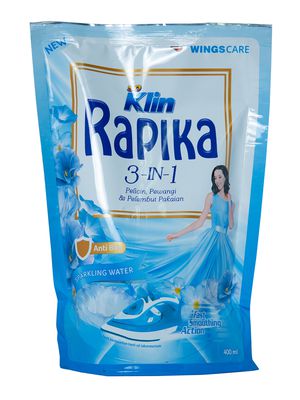 NEW
WINGSCARE
So
Klin
Rapika
3-IN-1
Pelicin, Pewangi
& Pelembut Pakaian
Anti
SPARKLING WATER
Fast
Smoothing
Action
400 ml